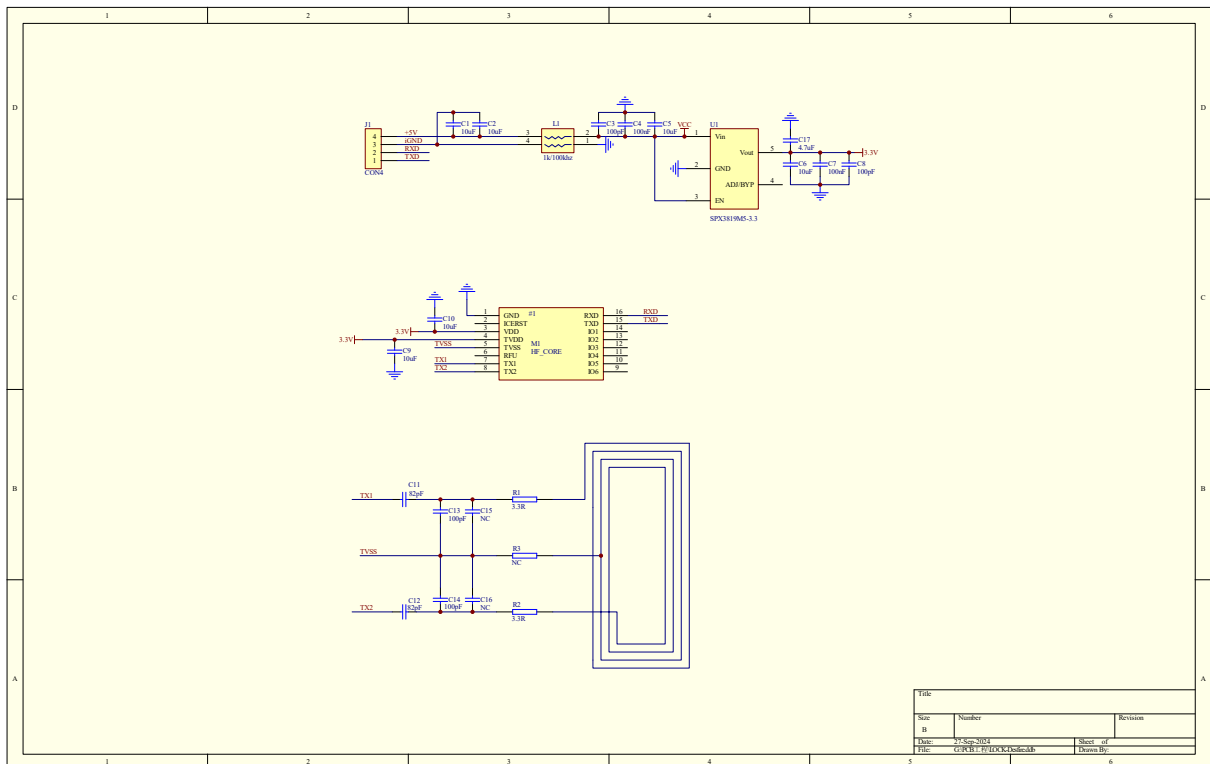 1 2 3 4 5 6
D D
J1
4 +5V
3 iGND
2 RXD
1 TXD
CON4
C1
10uF
C2
10uF
L1
3 2
4 1
1k/100khz
C3
100pF
C4
100nF
C5
10uF
VCC
U1
1 Vin
Vout 5
2 GND
ADJ/BYP 4
3 EN
SPX3819M5-3.3
C17
4.7uF
C6
10uF
C7
100nF
C8
100pF
3.3V
C C
C10
10uF
3.3V
3.3V
C9
10uF
TVSS
TX1
TX2
#1
M1
HF_CORE
1 GND RXD 16 RXD
2 ICERST TXD 15 TXD
3 VDD IO1 14
4 TVDD IO2 13
5 TVSS IO3 12
6 RFU IO4 11
7 TX1 IO5 10
8 TX2 IO6 9
B B
TX1
C11
82pF
C13
100pF
C15
NC
R1
3.3R
TVSS
R3
NC
TX2
C12
82pF
C14
100pF
C16
NC
R2
3.3R
A A
Title
Size Number Revision
B
Date: 27-Sep-2024 Sheet of
File: Drawn By:
1 2 3 4 5 6